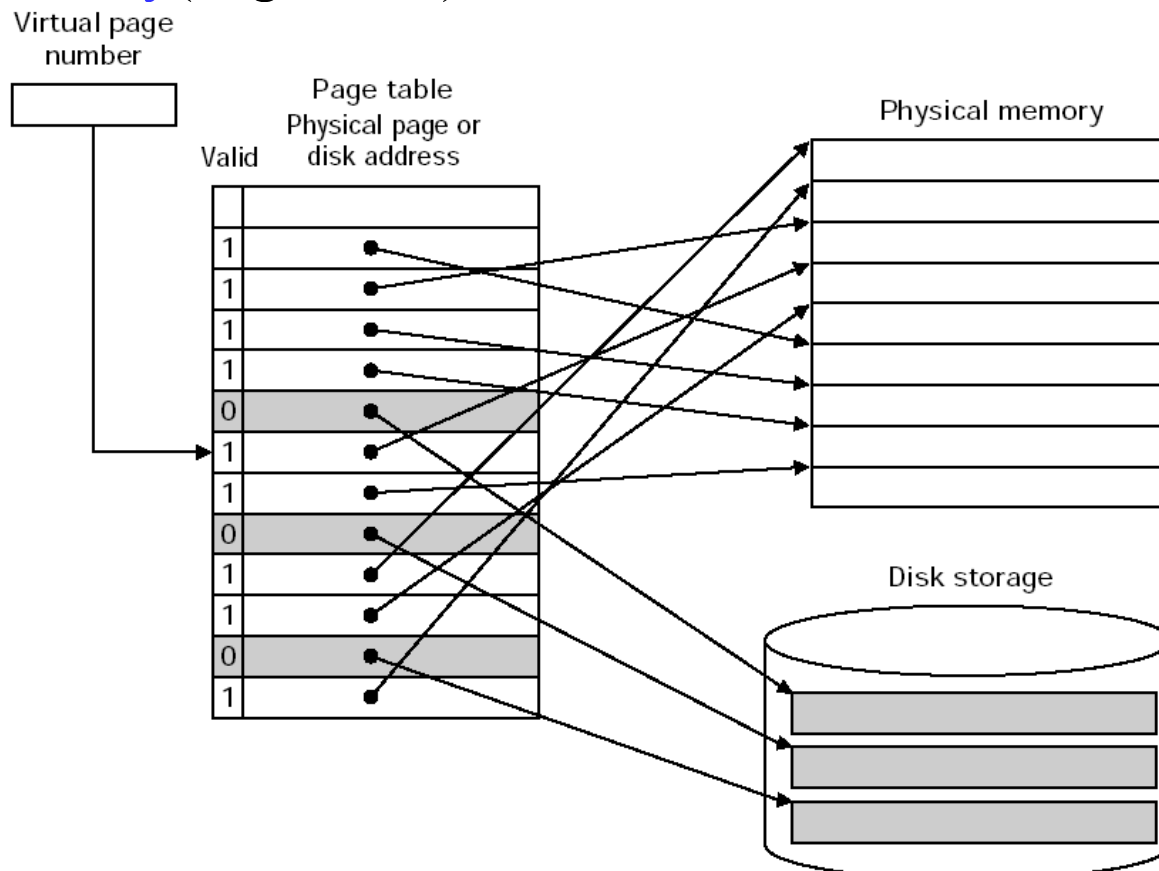 Virtual page
number
Page table
Physical page or
disk address
Valid
Physical memory
1
1
1
1
0
1
1
0
1
1
0
1
Disk storage